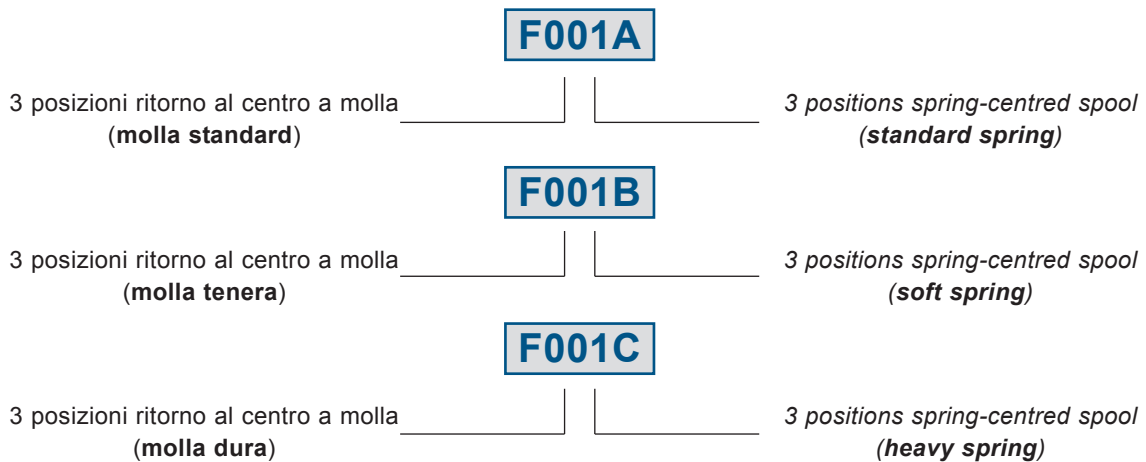 F001A
3 posizioni ritorno al centro a molla
(molla standard)
3 positions spring-centred spool
(standard spring)
F001B
3 posizioni ritorno al centro a molla
(molla tenera)
3 positions spring-centred spool
(soft spring)
F001C
3 posizioni ritorno al centro a molla
(molla dura)
3 positions spring-centred spool
(heavy spring)